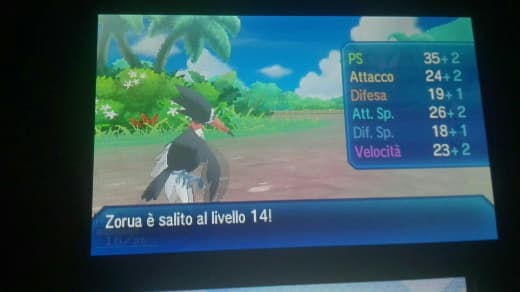 PS 35+2
Attacco 24+2
Difesa 19+1
Att. Sp. 26+2
Dif. Sp. 18+1
Velocità 23+2
Zorua è salito al livello 14!